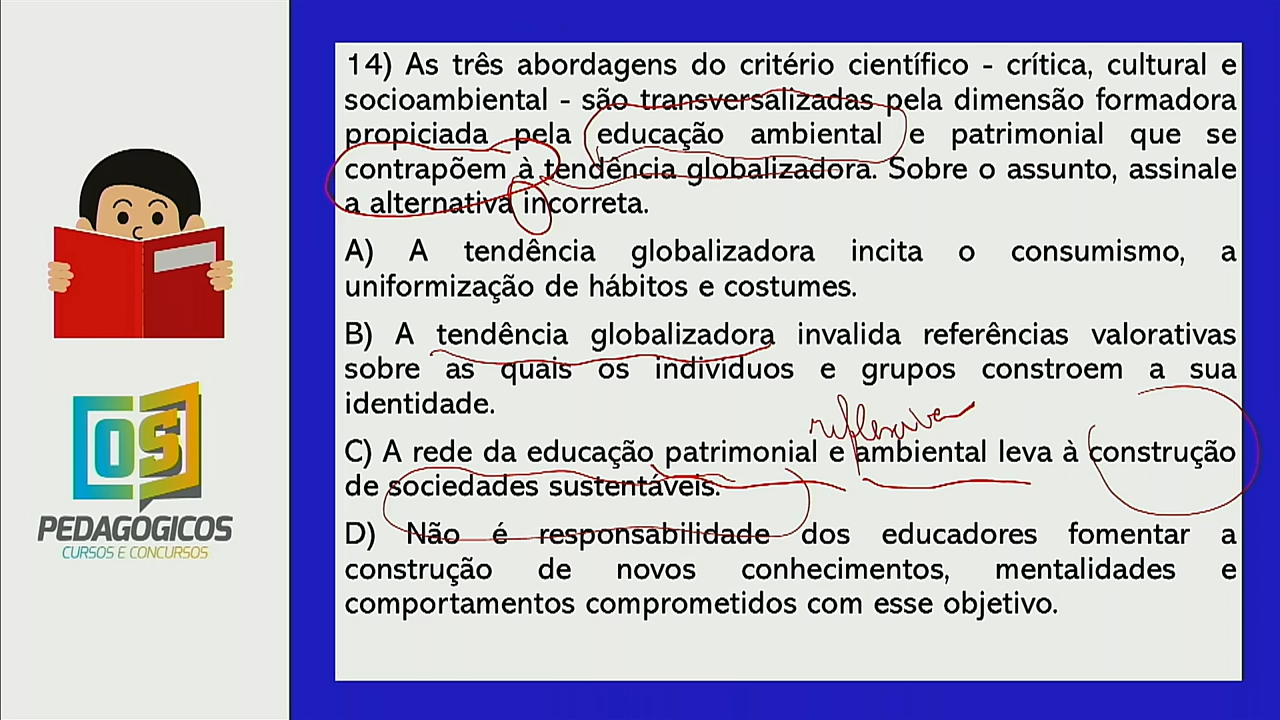 14) As três abordagens do critério científico - crítica, cultural e
socioambiental - são transversalizadas pela dimensão formadora
propiciada pela educação ambiental e patrimonial que se
contrapõem à tendência globalizadora. Sobre o assunto, assinale
a alternativa incorreta.
A) A tendência globalizadora incita o consumismo, a
uniformização de hábitos e costumes.
B) A tendência globalizadora invalida referências valorativas
sobre as quais os indivíduos e grupos constroem a sua
identidade.
reflexiva
C) A rede da educação patrimonial e ambiental leva à construção
de sociedades sustentáveis.
D) Não é responsabilidade dos educadores fomentar a
construção de novos conhecimentos, mentalidades e
comportamentos comprometidos com esse objetivo.
OS
PEDAGÓGICOS
CURSOS E CONCURSOS